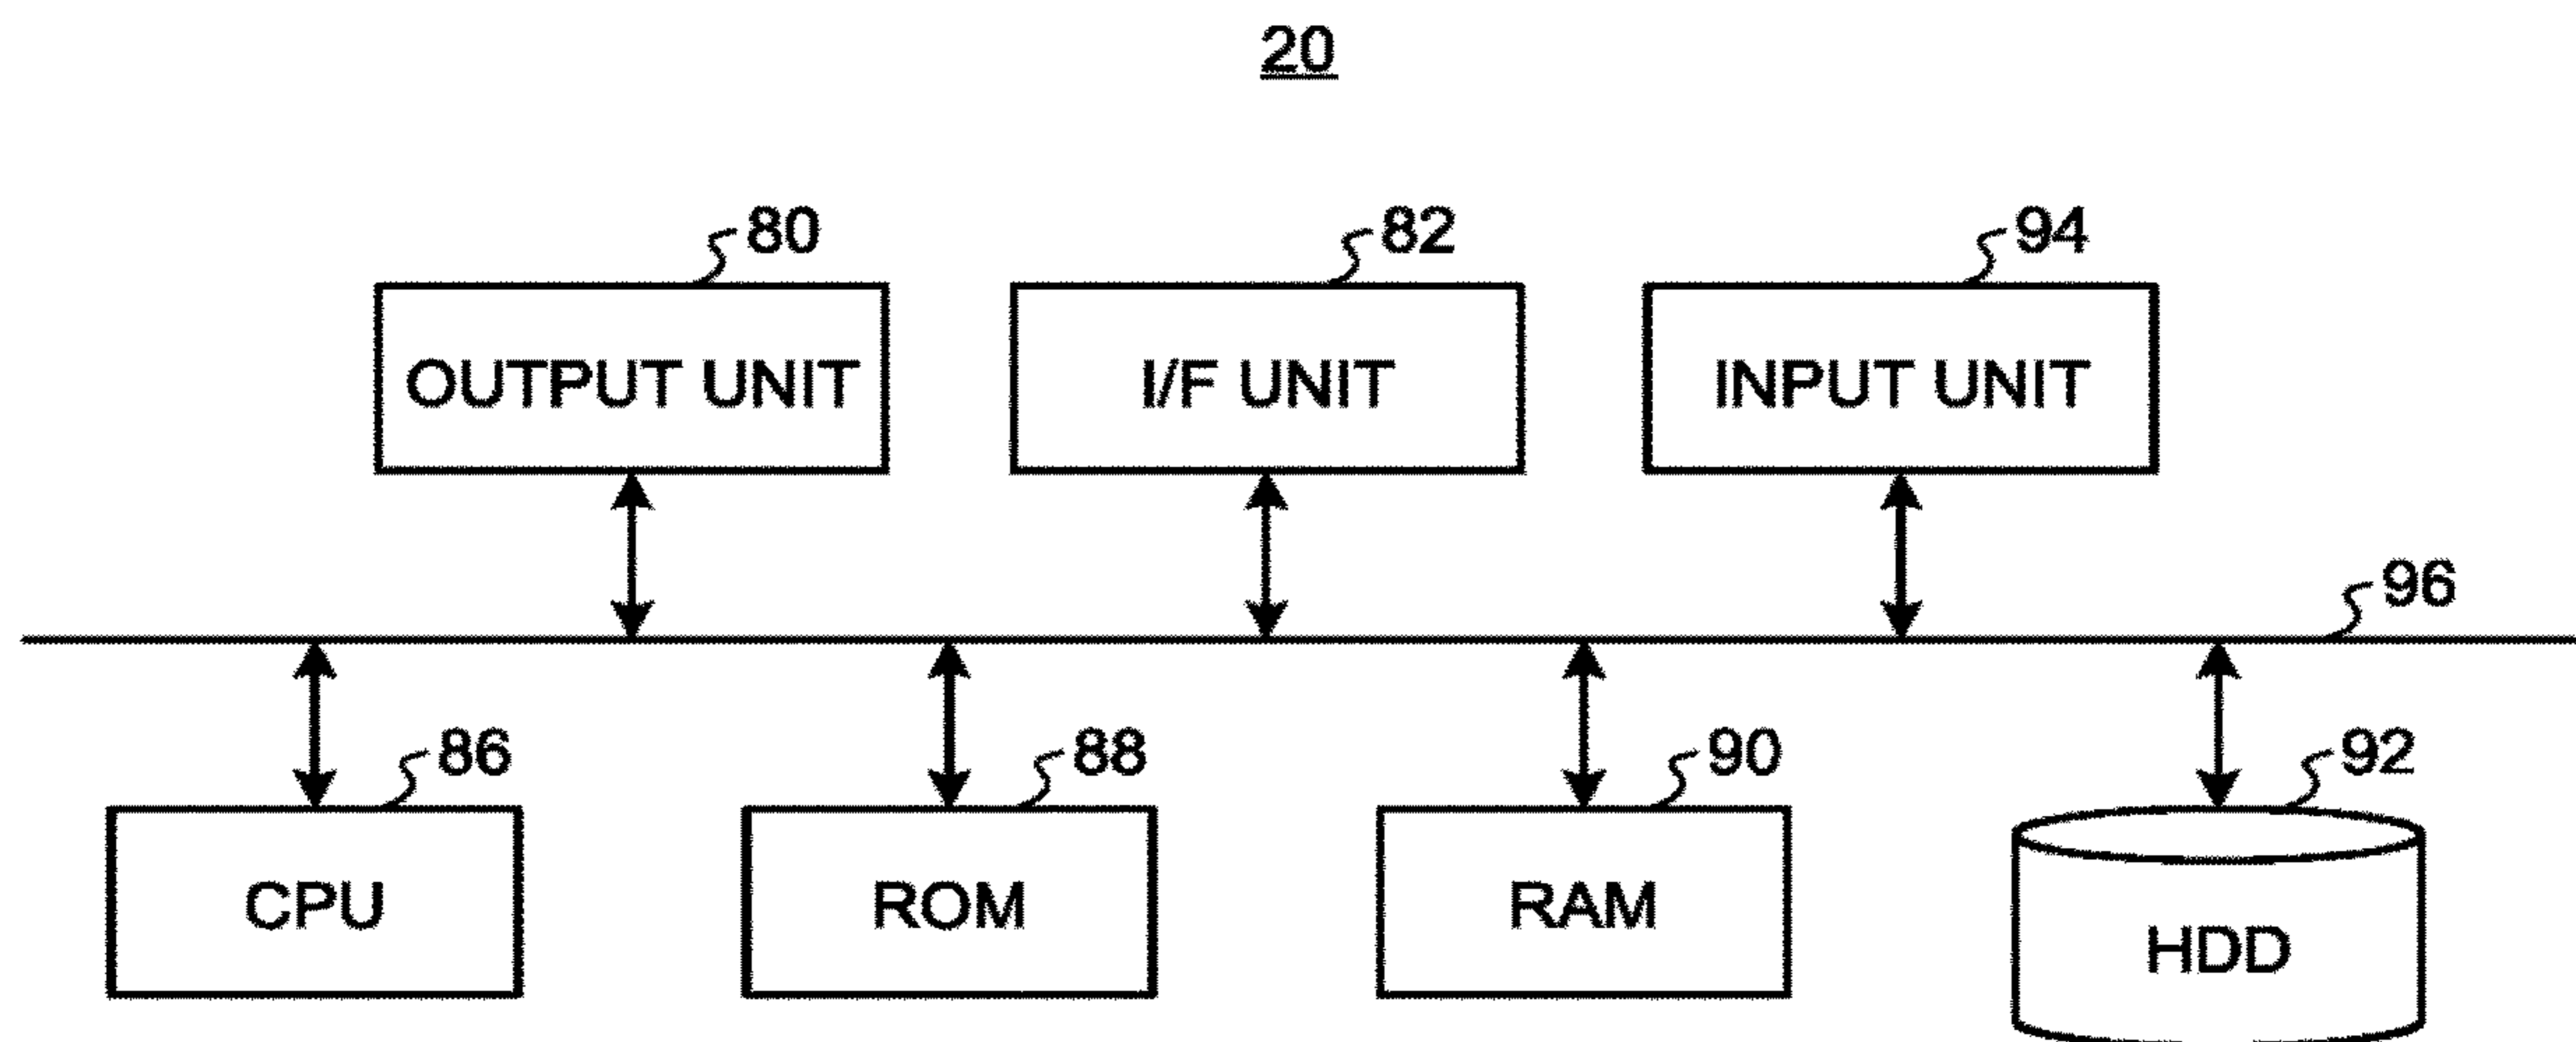 20
80
82
94
OUTPUT UNIT
I/F UNIT
INPUT UNIT
96
86
88
90
92
CPU
ROM
RAM
HDD